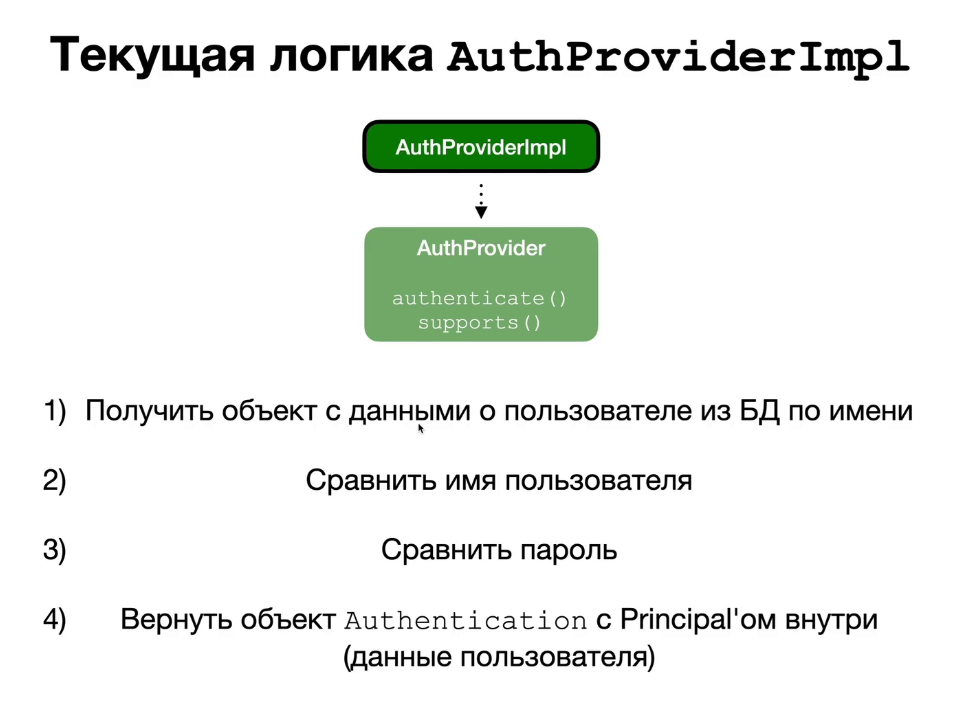 Текущая логика AuthProviderImpl
AuthProviderImpl
AuthProvider
authenticate()
supports()
1) Получить объект с данными о пользователе из БД по имени
2) Сравнить имя пользователя
3) Сравнить пароль
4) Вернуть объект Authentication с Principal'ом внутри
(данные пользователя)